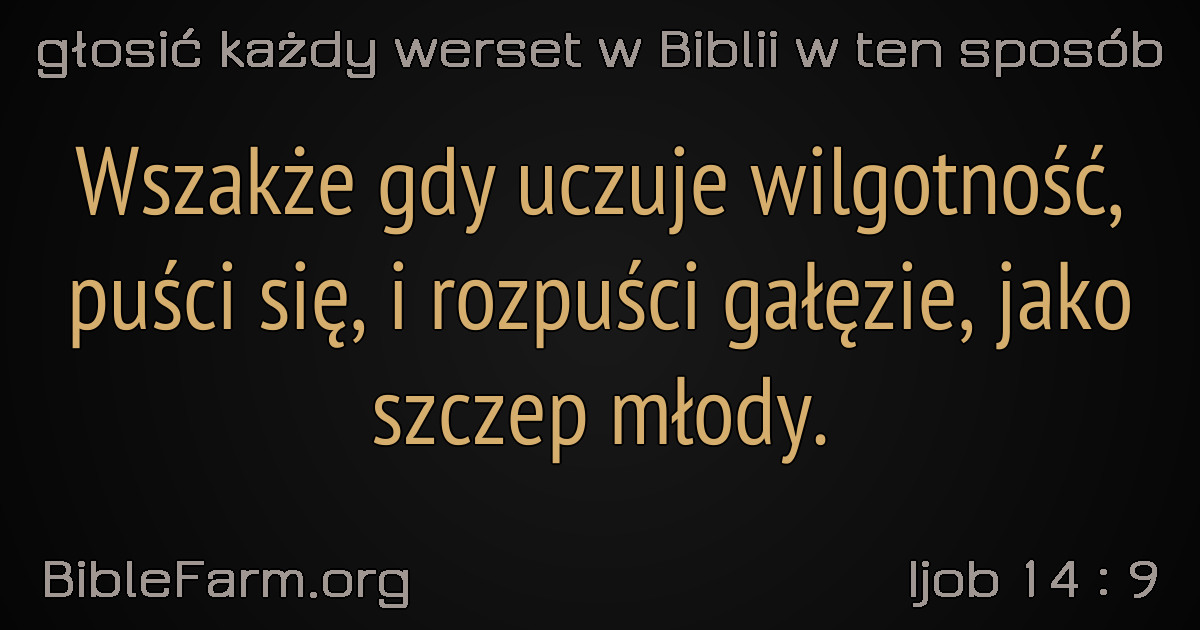 głosić każdy werset w Biblii w ten sposób
Wszakże gdy uczuje wilgotność,
puści się, i rozpuści gałęzie, jako
szczep młody.
BibleFarm.org
Ijob 14 : 9